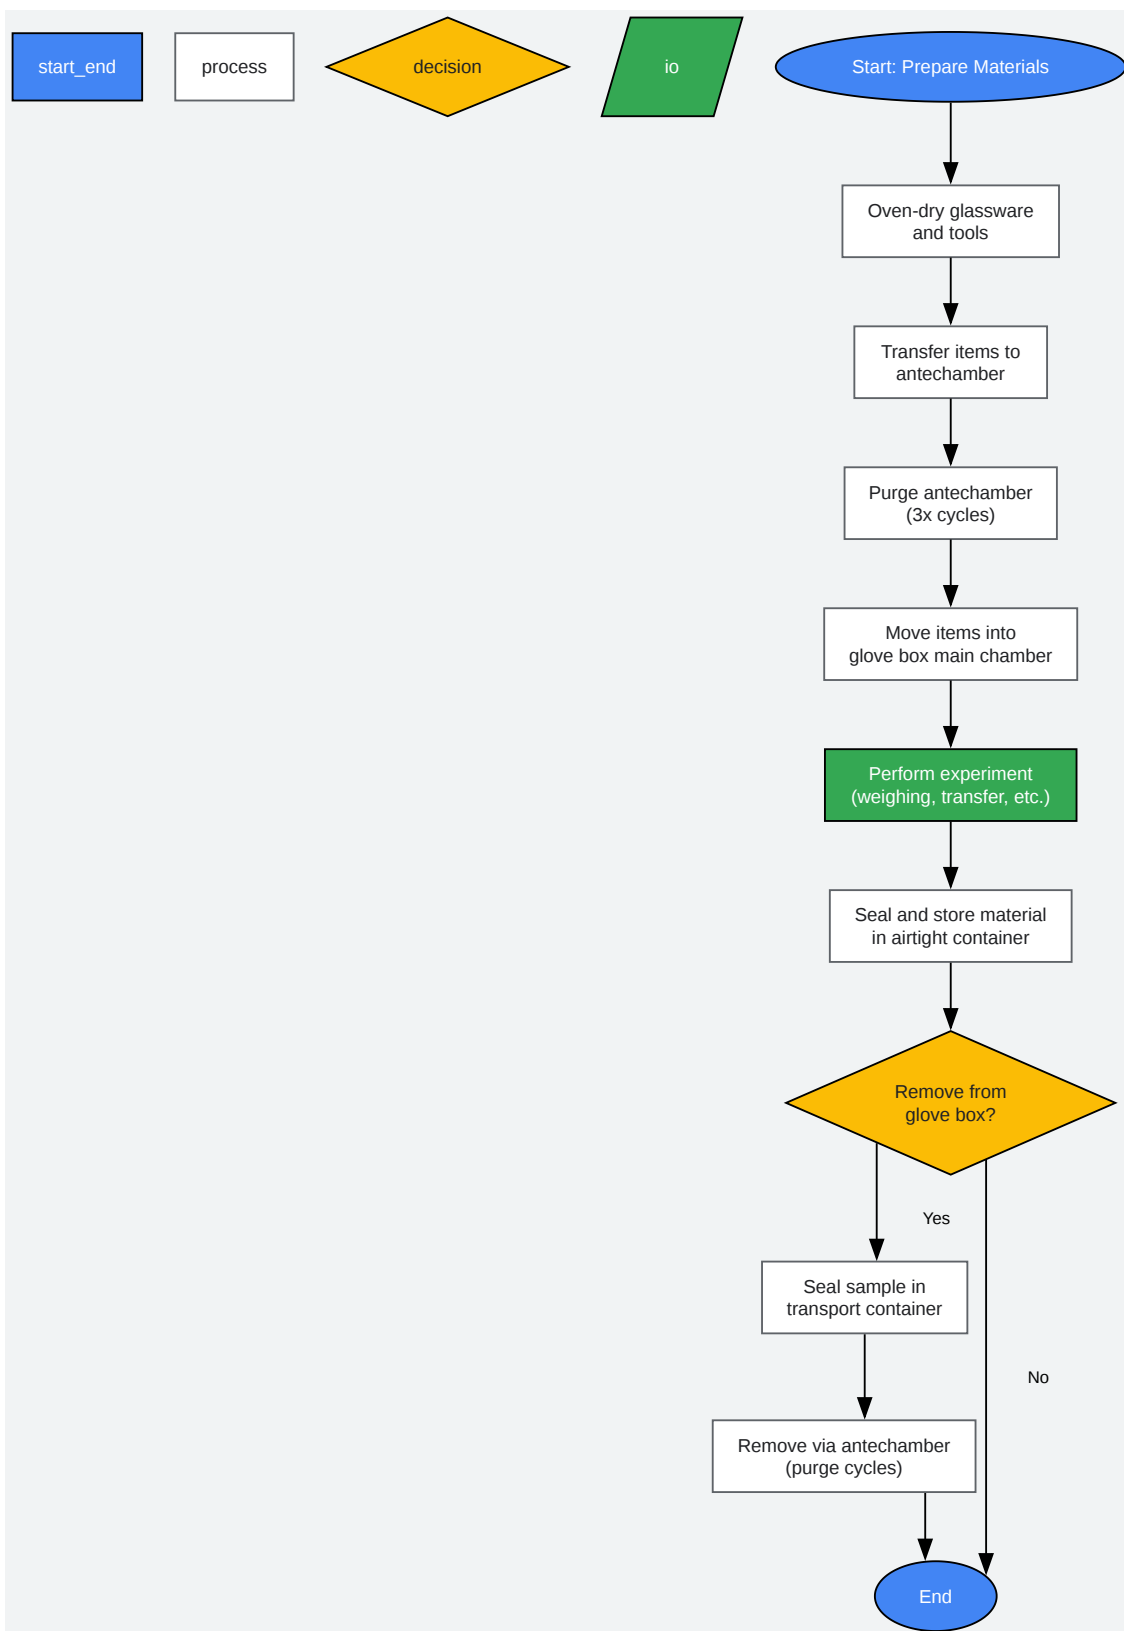 start_end
process
decision
io
Start: Prepare Materials
Oven-dry glassware
and tools
Transfer items to
antechamber
Purge antechamber
(3x cycles)
Move items into
glove box main chamber
Perform experiment
(weighing, transfer, etc.)
Seal and store material
in airtight container
Remove from
glove box?
Yes
Seal sample in
transport container
No
Remove via antechamber
(purge cycles)
End